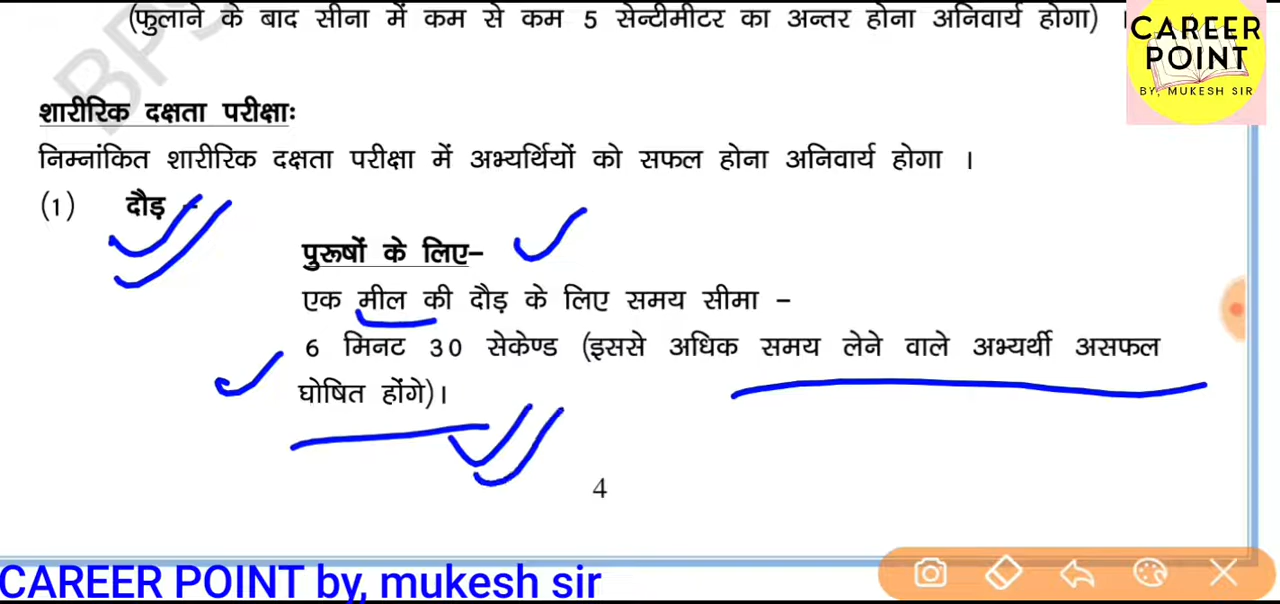 (फुलाने के बाद सीना में कम से कम 5 सेन्टीमीटर का अन्तर होना अनिवार्य होगा) ।
CAREER
POINT
BY, MUKESH SIR
शारीरिक दक्षता परीक्षाः
निम्नांकित शारीरिक दक्षता परीक्षा में अभ्यर्थियों को सफल होना अनिवार्य होगा ।
(1) दौड़ –
पुरूषों के लिए–
एक मील की दौड़ के लिए समय सीमा –
6 मिनट 30 सेकेण्ड (इससे अधिक समय लेने वाले अभ्यर्थी असफल
घोषित होंगे)।
4
CAREER POINT by, mukesh sir